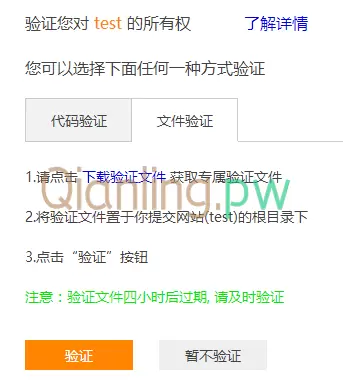 验证您对 test 的所有权 了解详情
您可以选择下面任何一种方式验证
代码验证 文件验证
1.请点击 下载验证文件 获取专属验证文件
Qianling.pw
2.将验证文件置于你提交网站(test)的根目录下
3.点击“验证”按钮
注意：验证文件四小时后过期, 请及时验证
验证 暂不验证